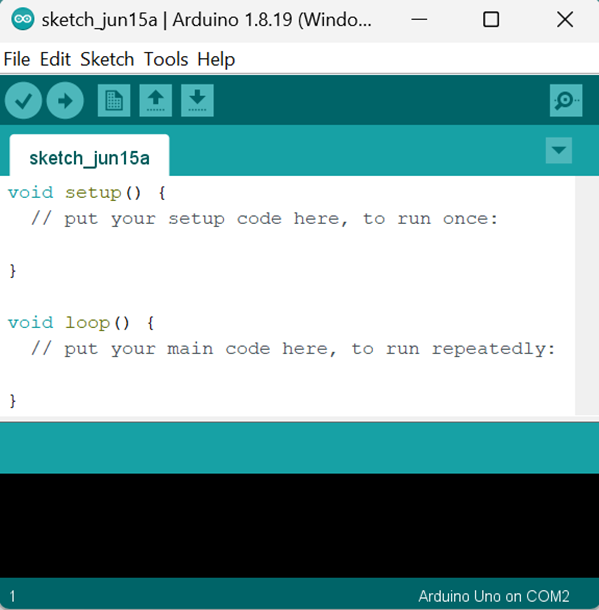 sketch_jun15a | Arduino 1.8.19 (Windo...
File Edit Sketch Tools Help
sketch_jun15a
void setup() {
  // put your setup code here, to run once:
}
void loop() {
  // put your main code here, to run repeatedly:
}
1
Arduino Uno on COM2